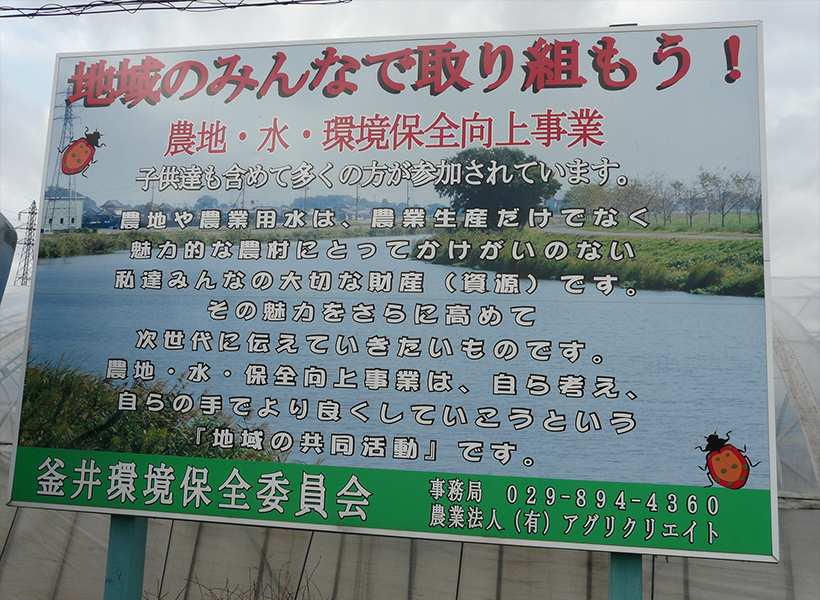 地域のみんなで取り組もう！
農地・水・環境保全向上事業
子供達も含めて多くの方が参加されています。
農地や農業用水は、農業生産だけでなく
魅力的な農村にとってかけがいのない
私達みんなの大切な財産（資源）です。
その魅力をさらに高めて
次世代に伝えていきたいものです。
農地・水・保全向上事業は、自ら考え、
自らの手でより良くしていこうという
『地域の共同活動』です。
釜井環境保全委員会
事務局 029-894-4360
農業法人（有）アグリクリエイト